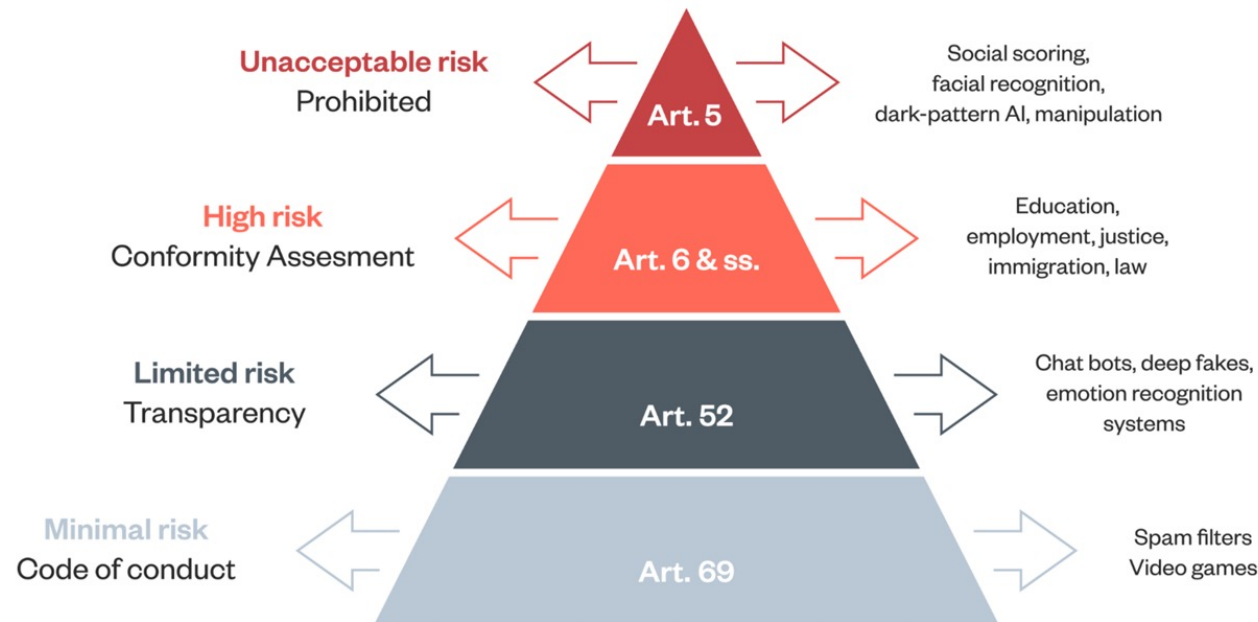 Unacceptable risk
Prohibited
Art. 5
Social scoring,
facial recognition,
dark-pattern AI, manipulation
High risk
Conformity Assesment
Art. 6 & ss.
Education,
employment, justice,
immigration, law
Limited risk
Transparency
Art. 52
Chat bots, deep fakes,
emotion recognition
systems
Minimal risk
Code of conduct
Art. 69
Spam filters
Video games